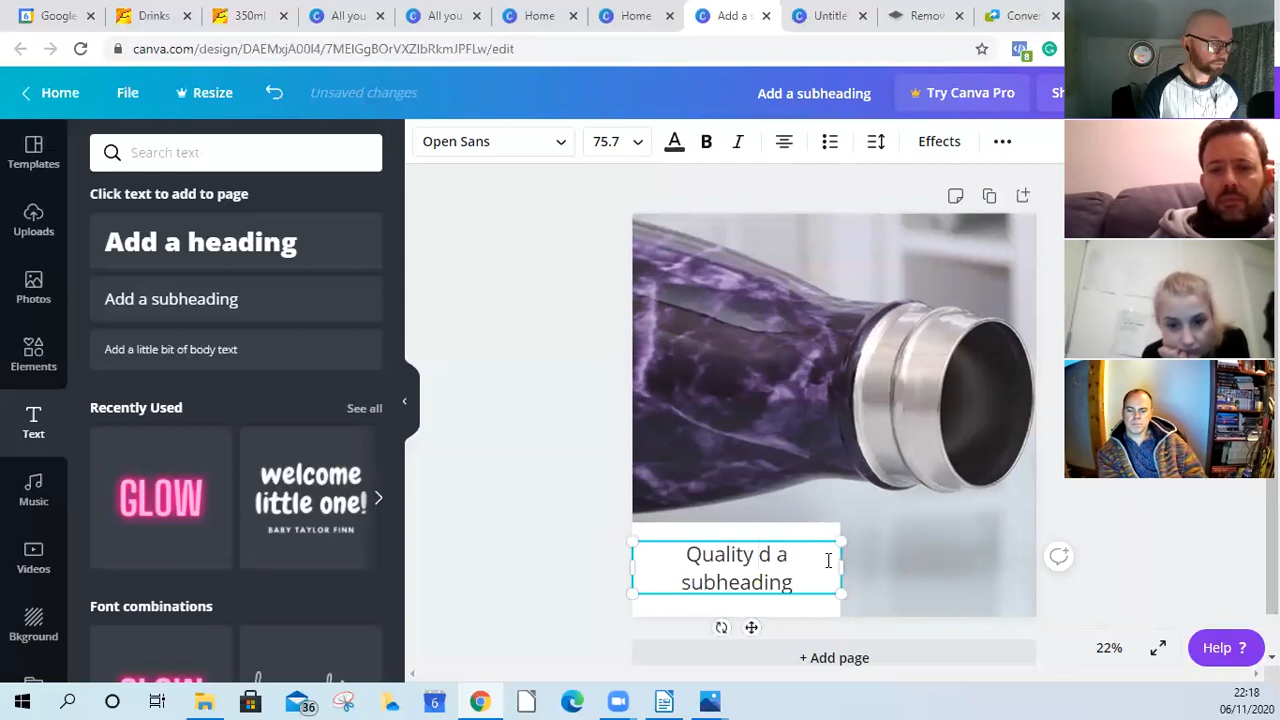 Google
Drinks
350ml
All you
All you
Home
Home
Add a s
Untitle
Remov
Conver
canva.com/design/DAEMxjA00I4/7MElGgBOrVXZlbRkmJPFLw/edit
8
Home
File
Resize
Unsaved changes
Add a subheading
Try Canva Pro
Sh
Templates
Uploads
Photos
Elements
Text
Music
Videos
Bkground
Search text
Click text to add to page
Add a heading
Add a subheading
Add a little bit of body text
Recently Used
See all
GLOW
welcome
little one!
BABY TAYLOR FINN
Font combinations
Open Sans
75.7
A
B
I
Effects
Quality d a
subheading
+ Add page
22%
Help ?
36
6
22:18
06/11/2020